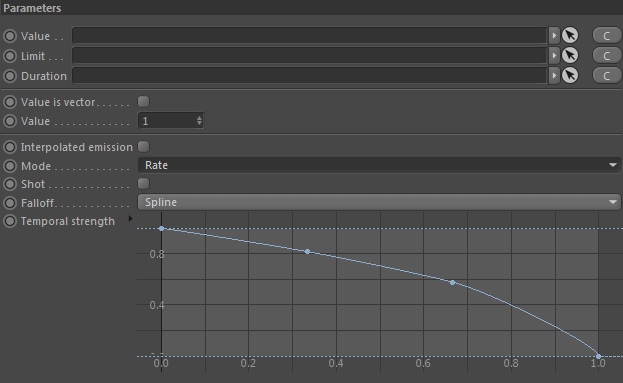 Parameters
Value . .
C
Limit . . .
C
Duration
C
Value is vector . . . . . .
Value . . . . . . . . . . . . . 1
Interpolated emission
Mode . . . . . . . . . . . . . Rate
Shot . . . . . . . . . . . . . .
Falloff . . . . . . . . . . . . . Spline
Temporal strength
0.8
0.4
0.0 0.2 0.4 0.6 0.8 1.0